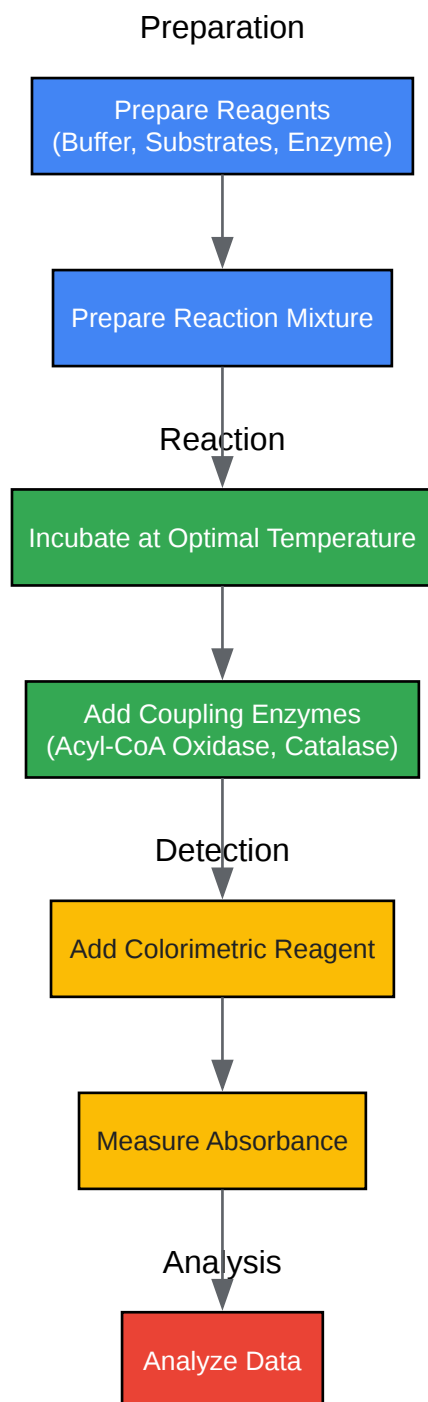 Preparation
Prepare Reagents
(Buffer, Substrates, Enzyme)
Prepare Reaction Mixture
Reaction
Incubate at Optimal Temperature
Add Coupling Enzymes
(Acyl-CoA Oxidase, Catalase)
Detection
Add Colorimetric Reagent
Measure Absorbance
Analysis
Analyze Data